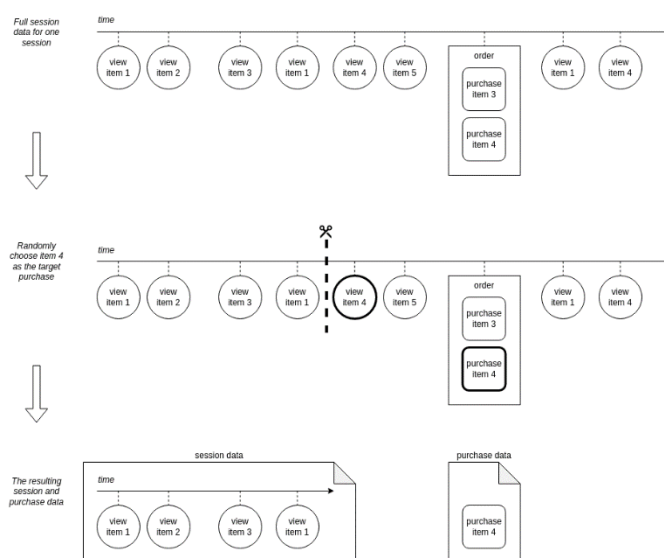 Full session
data for one
session
time
view
item 1
view
item 2
view
item 3
view
item 1
view
item 4
view
item 5
order
purchase
item 3
purchase
item 4
view
item 1
view
item 4
Randomly
choose item 4
as the target
purchase
time
view
item 1
view
item 2
view
item 3
view
item 1
view
item 4
view
item 5
order
purchase
item 3
purchase
item 4
view
item 1
view
item 4
The resulting
session and
purchase data
session data
time
view
item 1
view
item 2
view
item 3
view
item 1
purchase data
purchase
item 4